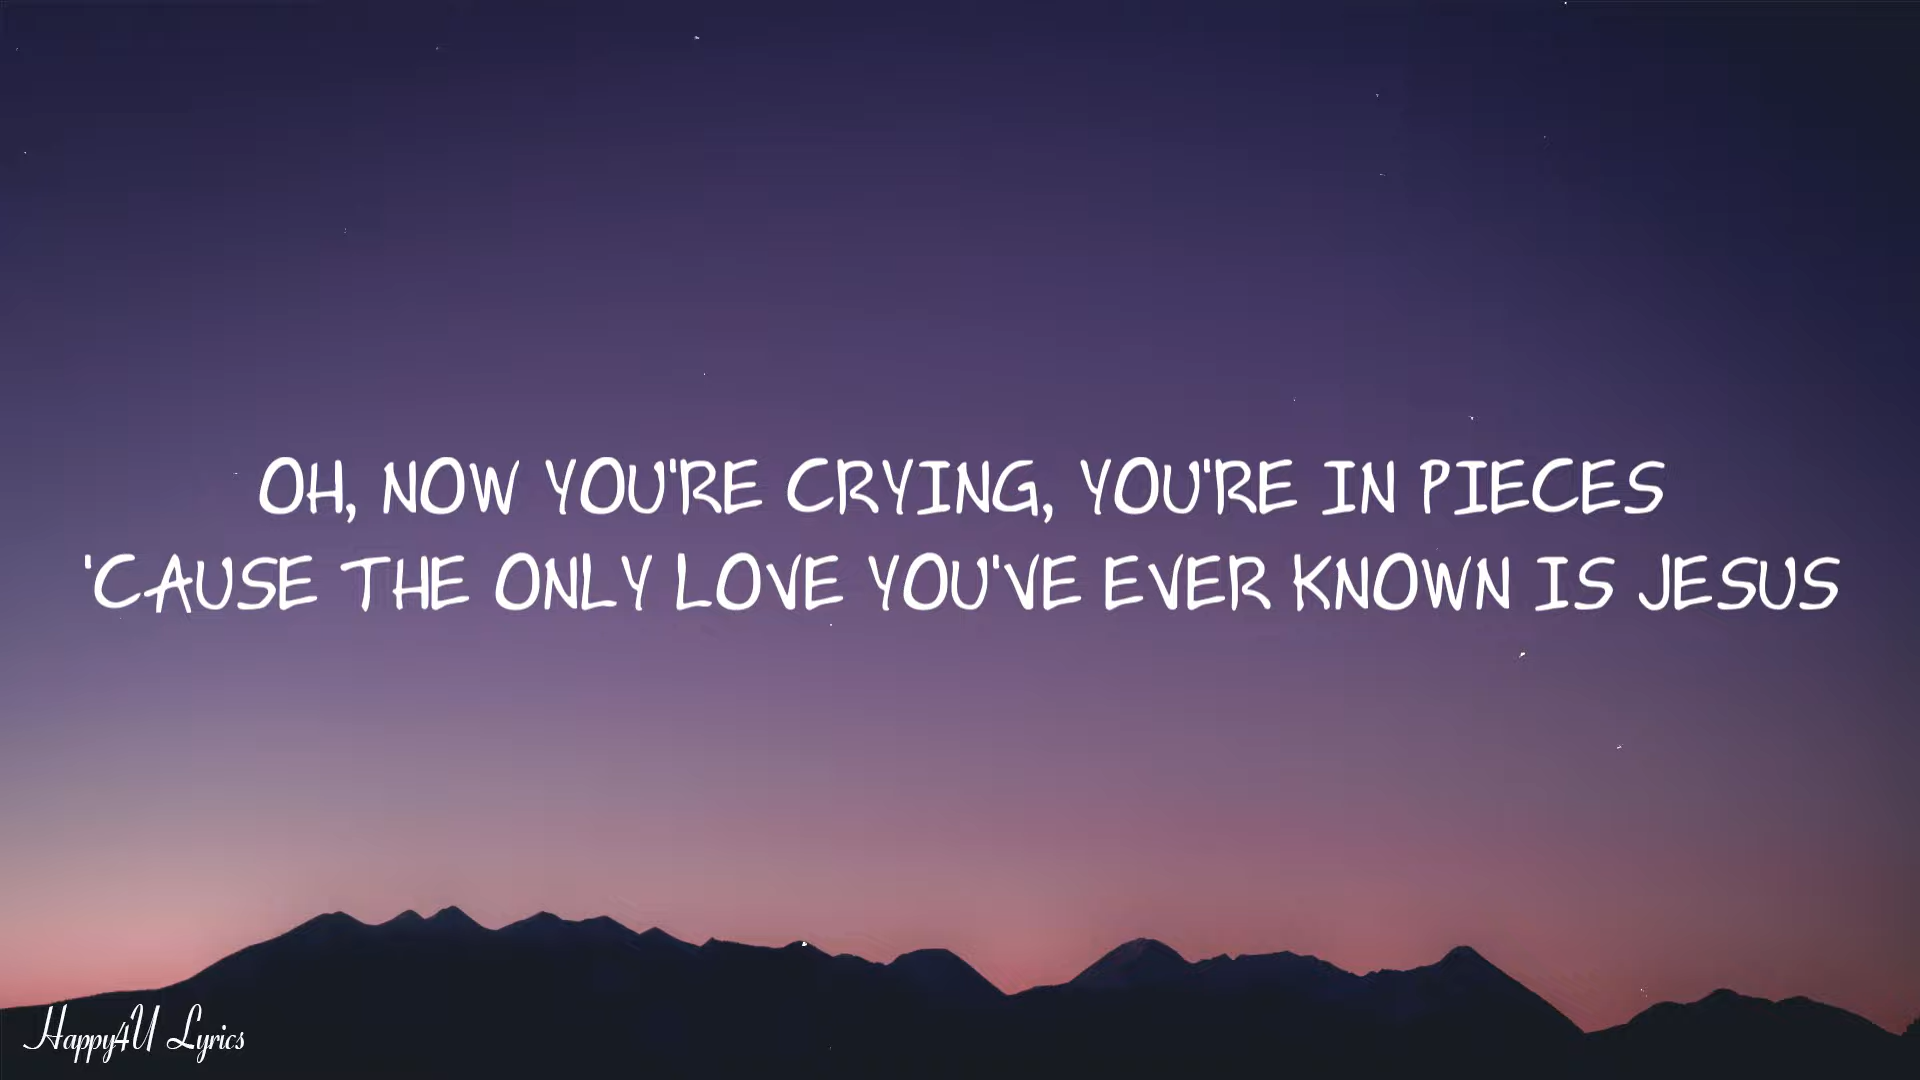 OH, NOW YOU'RE CRYING, YOU'RE IN PIECES
'CAUSE THE ONLY LOVE YOU'VE EVER KNOWN IS JESUS
Happy4U Lyrics